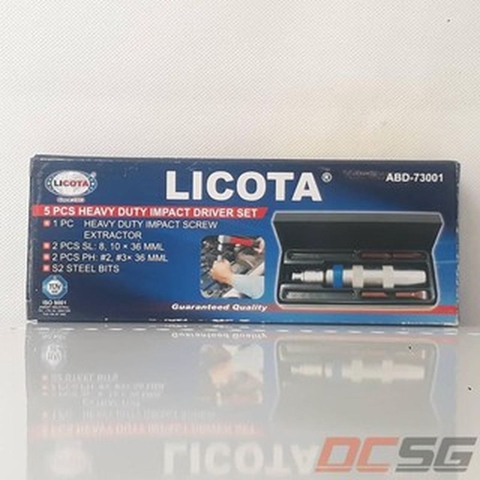 LICOTA
LICOTA®
ABD-73001
5 PCS HEAVY DUTY IMPACT DRIVER SET
1 PC HEAVY DUTY IMPACT SCREW
EXTRACTOR
2 PCS SL: 8, 10 × 36 MML
2 PCS PH: #2, #3× 36 MML
S2 STEEL BITS
TUV
ISO 9001
Guaranteed Quality
DCSG